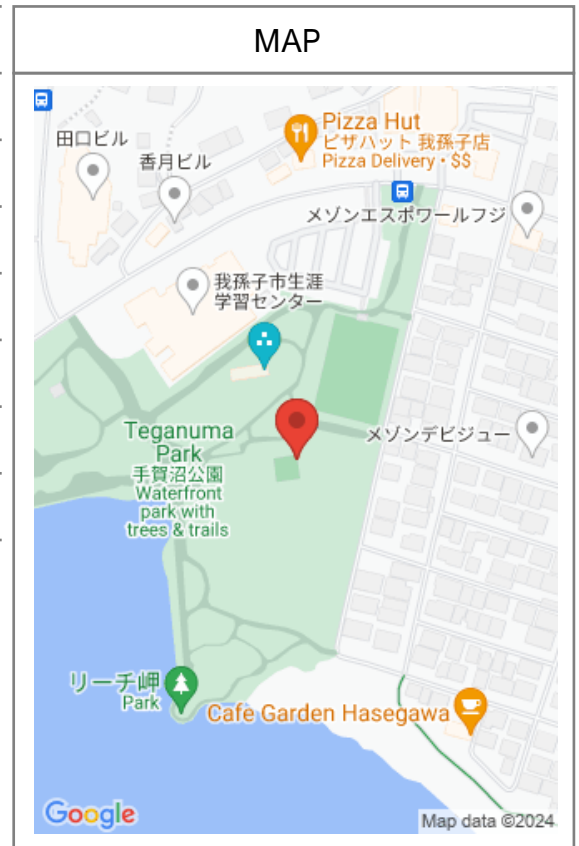 MAP
Pizza Hut
ピザハット 我孫子店
Pizza Delivery • $$
田口ビル
香月ビル
メゾンエスポワールフジ
我孫子市生涯
学習センター
Teganuma
Park
手賀沼公園
Waterfront
park with
trees & trails
メゾンデビジュー
リーチ岬
Park
Cafe Garden Hasegawa
Google
Map data ©2024